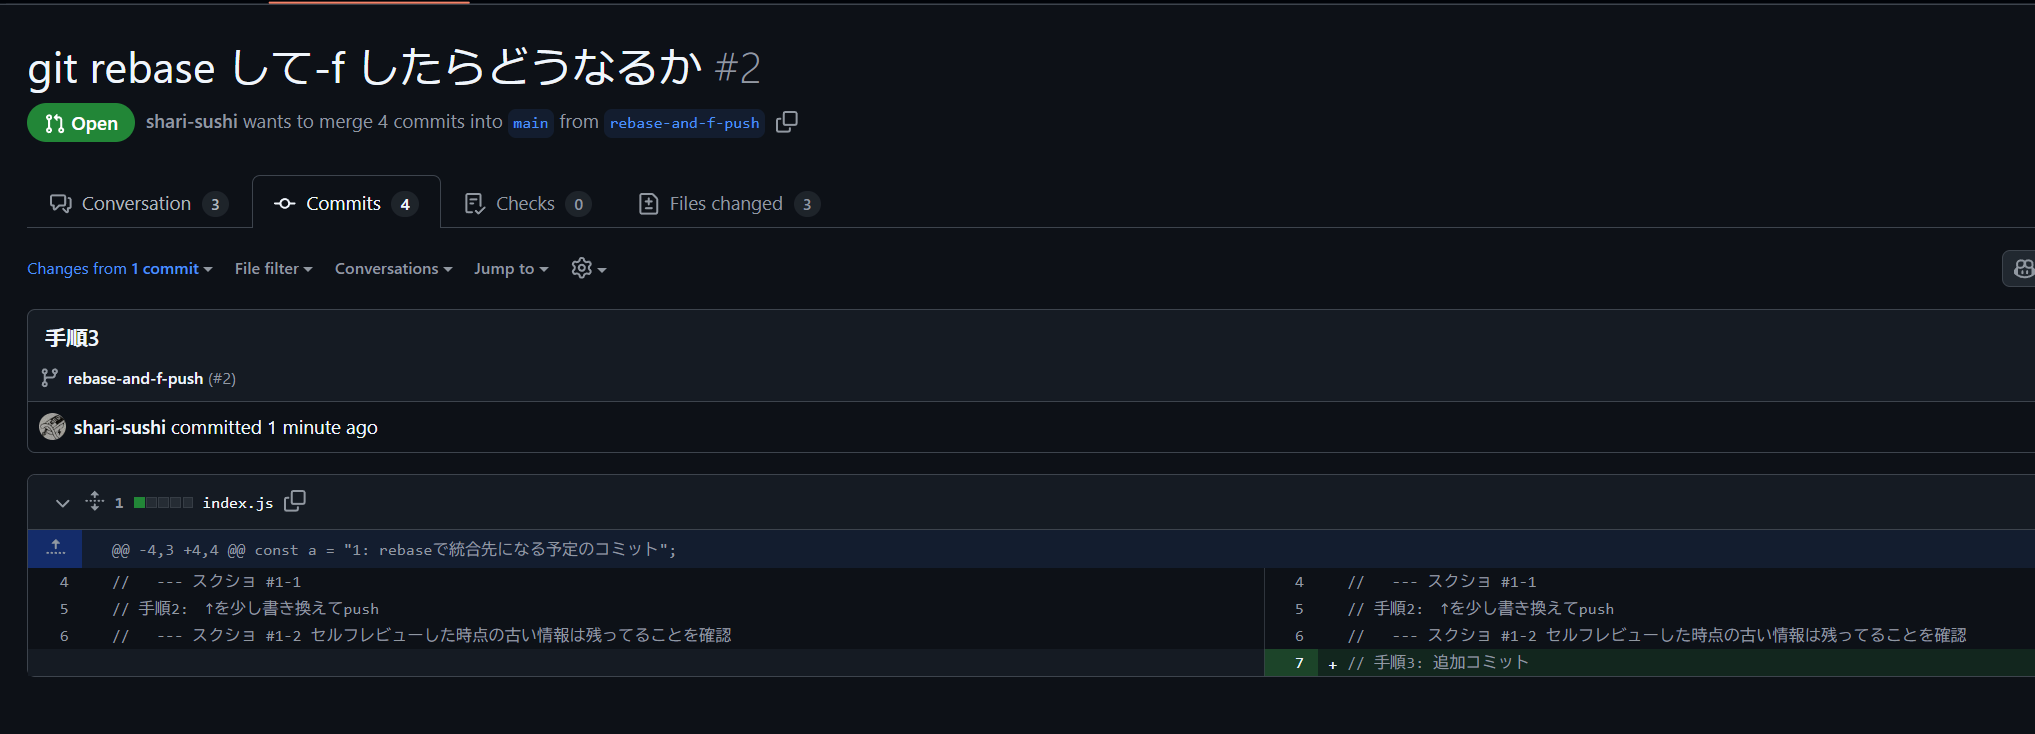 git rebase して-f したらどうなるか #2
Open shari-sushi wants to merge 4 commits into main from rebase-and-f-push
Conversation 3 Commits 4 Checks 0 Files changed 3
Changes from 1 commit File filter Conversations Jump to
手順3
rebase-and-f-push (#2)
shari-sushi committed 1 minute ago
1 index.js
@@ -4,3 +4,4 @@ const a = "1: rebaseで統合先になる予定のコミット";
4 // --- スクショ #1-1 4 // --- スクショ #1-1
5 // 手順2: ↑を少し書き換えてpush 5 // 手順2: ↑を少し書き換えてpush
6 // --- スクショ #1-2 セルフレビューした時点の古い情報は残ってることを確認 6 // --- スクショ #1-2 セルフレビューした時点の古い情報は残ってることを確認
7 + // 手順3: 追加コミット